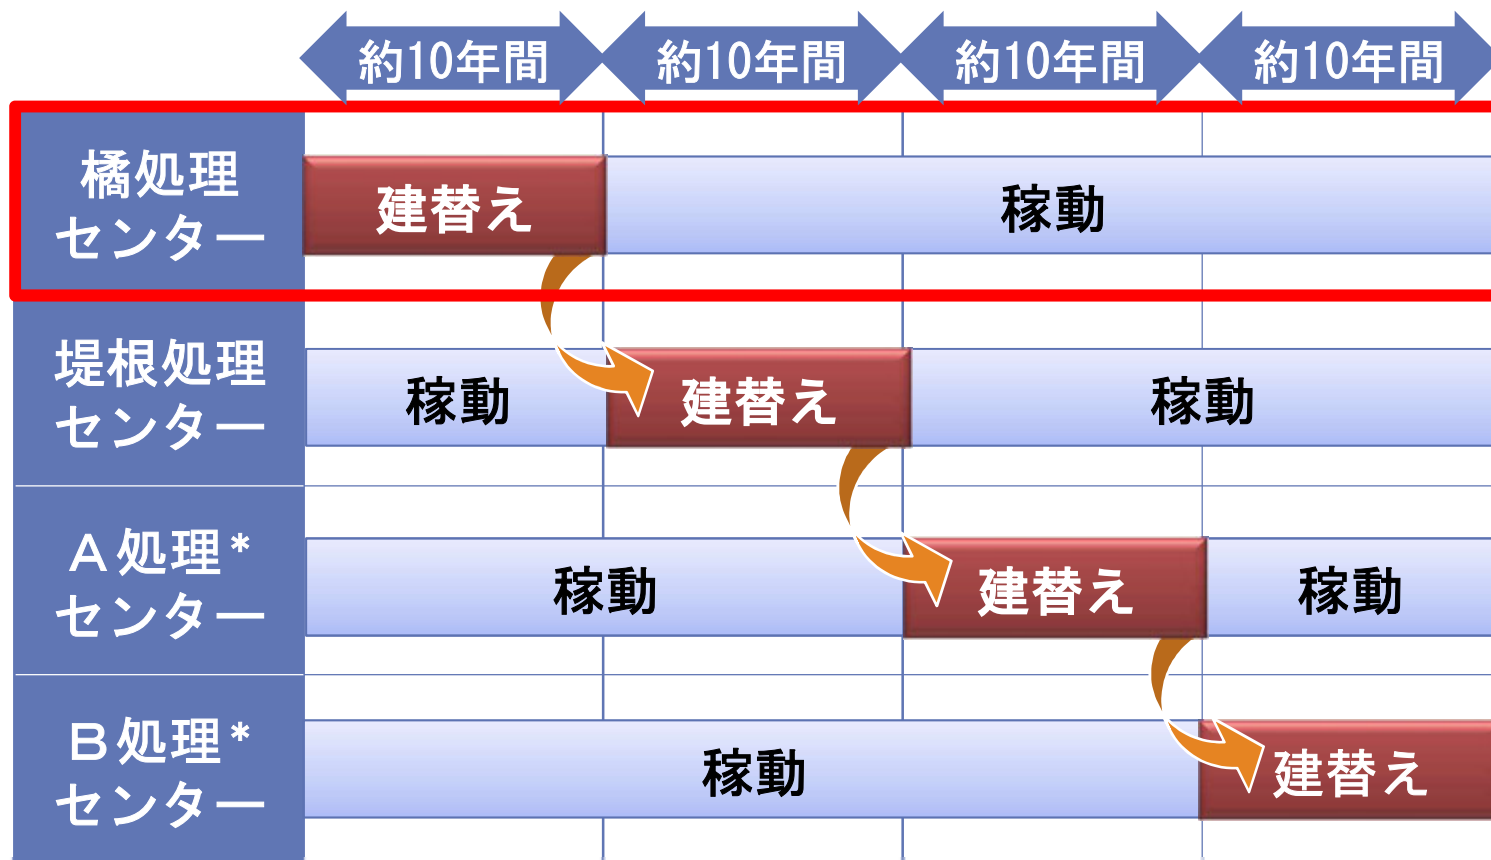 約10年間 約10年間 約10年間 約10年間
橘処理
センター
建替え
稼動
堤根処理
センター
稼動
建替え
稼動
A処理*
センター
稼動
建替え
稼動
B処理*
センター
稼動
建替え